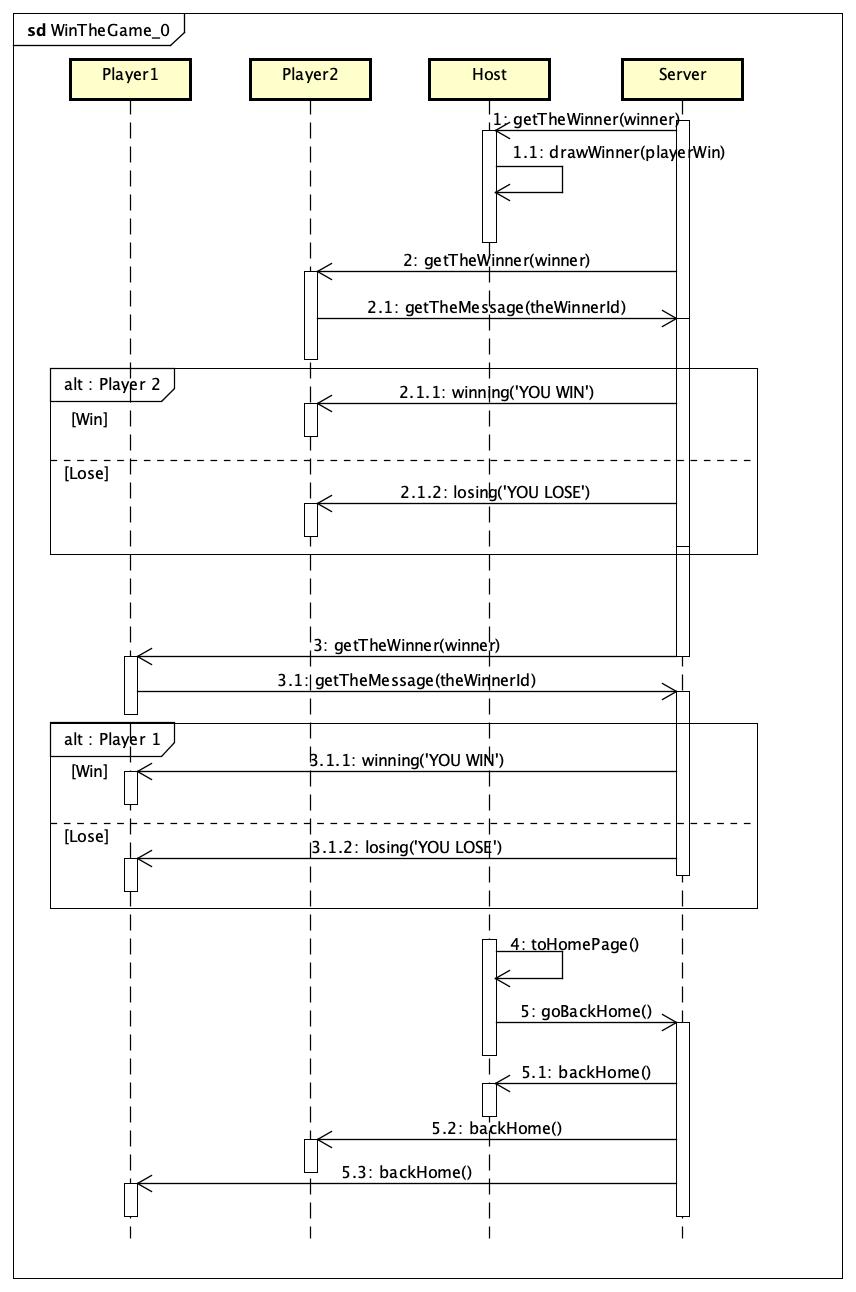 sd WinTheGame_0
Player1 Player2 Host Server
1: getTheWinner(winner)
1.1: drawWinner(playerWin)
2: getTheWinner(winner)
2.1: getTheMessage(theWinnerId)
alt : Player 2
2.1.1: winning('YOU WIN')
[Win]
[Lose]
2.1.2: losing('YOU LOSE')
3: getTheWinner(winner)
3.1: getTheMessage(theWinnerId)
alt : Player 1
3.1.1: winning('YOU WIN')
[Win]
[Lose]
3.1.2: losing('YOU LOSE')
4: toHomePage()
5: goBackHome()
5.1: backHome()
5.2: backHome()
5.3: backHome()